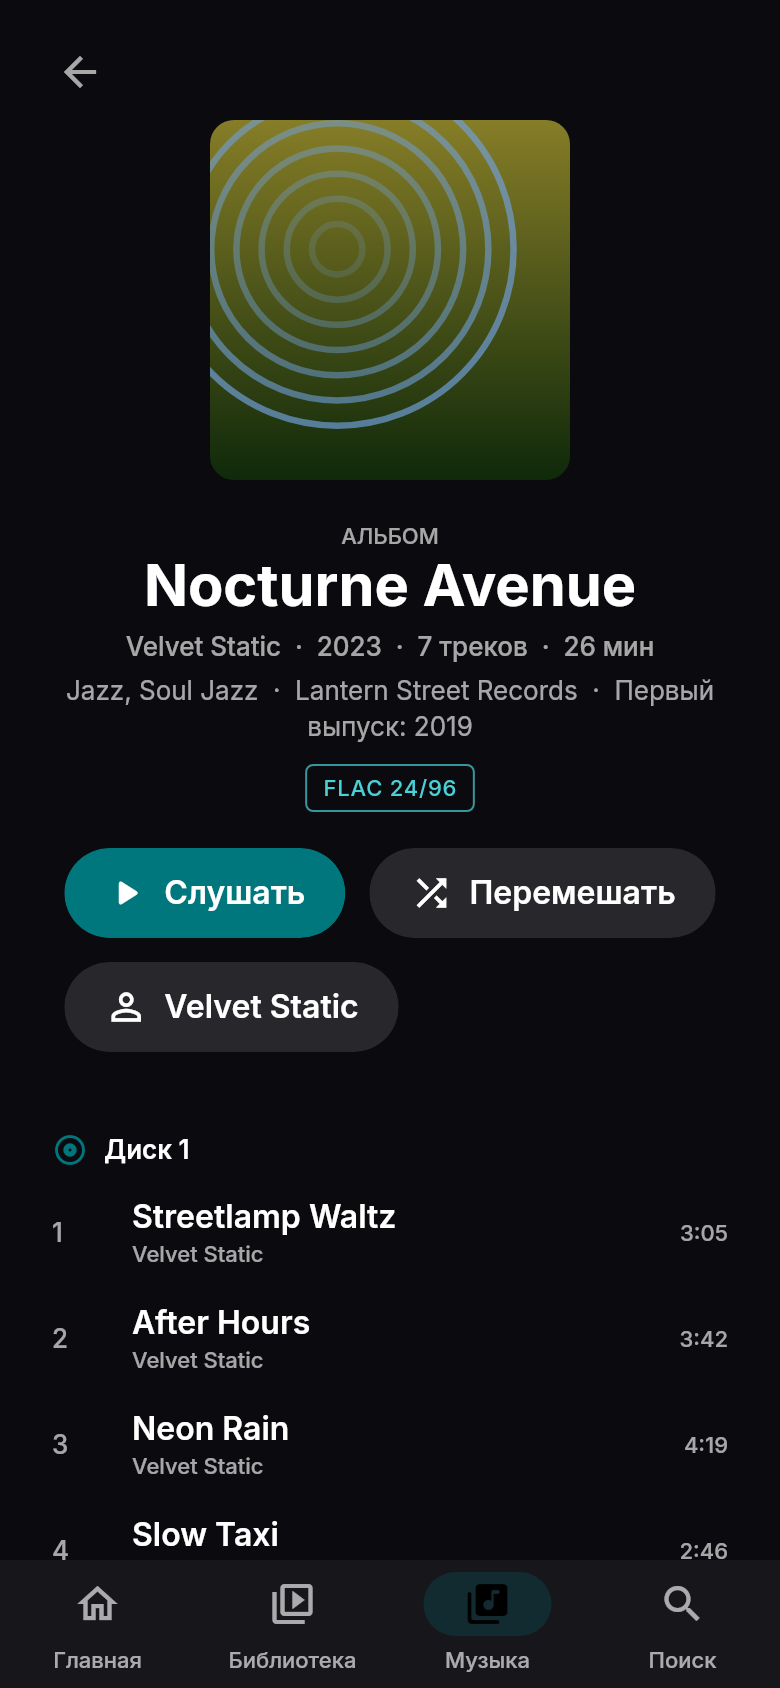 АЛЬБОМ
Nocturne Avenue
Velvet Static · 2023 · 7 треков · 26 мин
Jazz, Soul Jazz · Lantern Street Records · Первый
выпуск: 2019
FLAC 24/96
Слушать
Перемешать
Velvet Static
Диск 1
1 Streetlamp Waltz 3:05
Velvet Static
2 After Hours 3:42
Velvet Static
3 Neon Rain 4:19
Velvet Static
4 Slow Taxi 2:46
Главная Библиотека Музыка Поиск